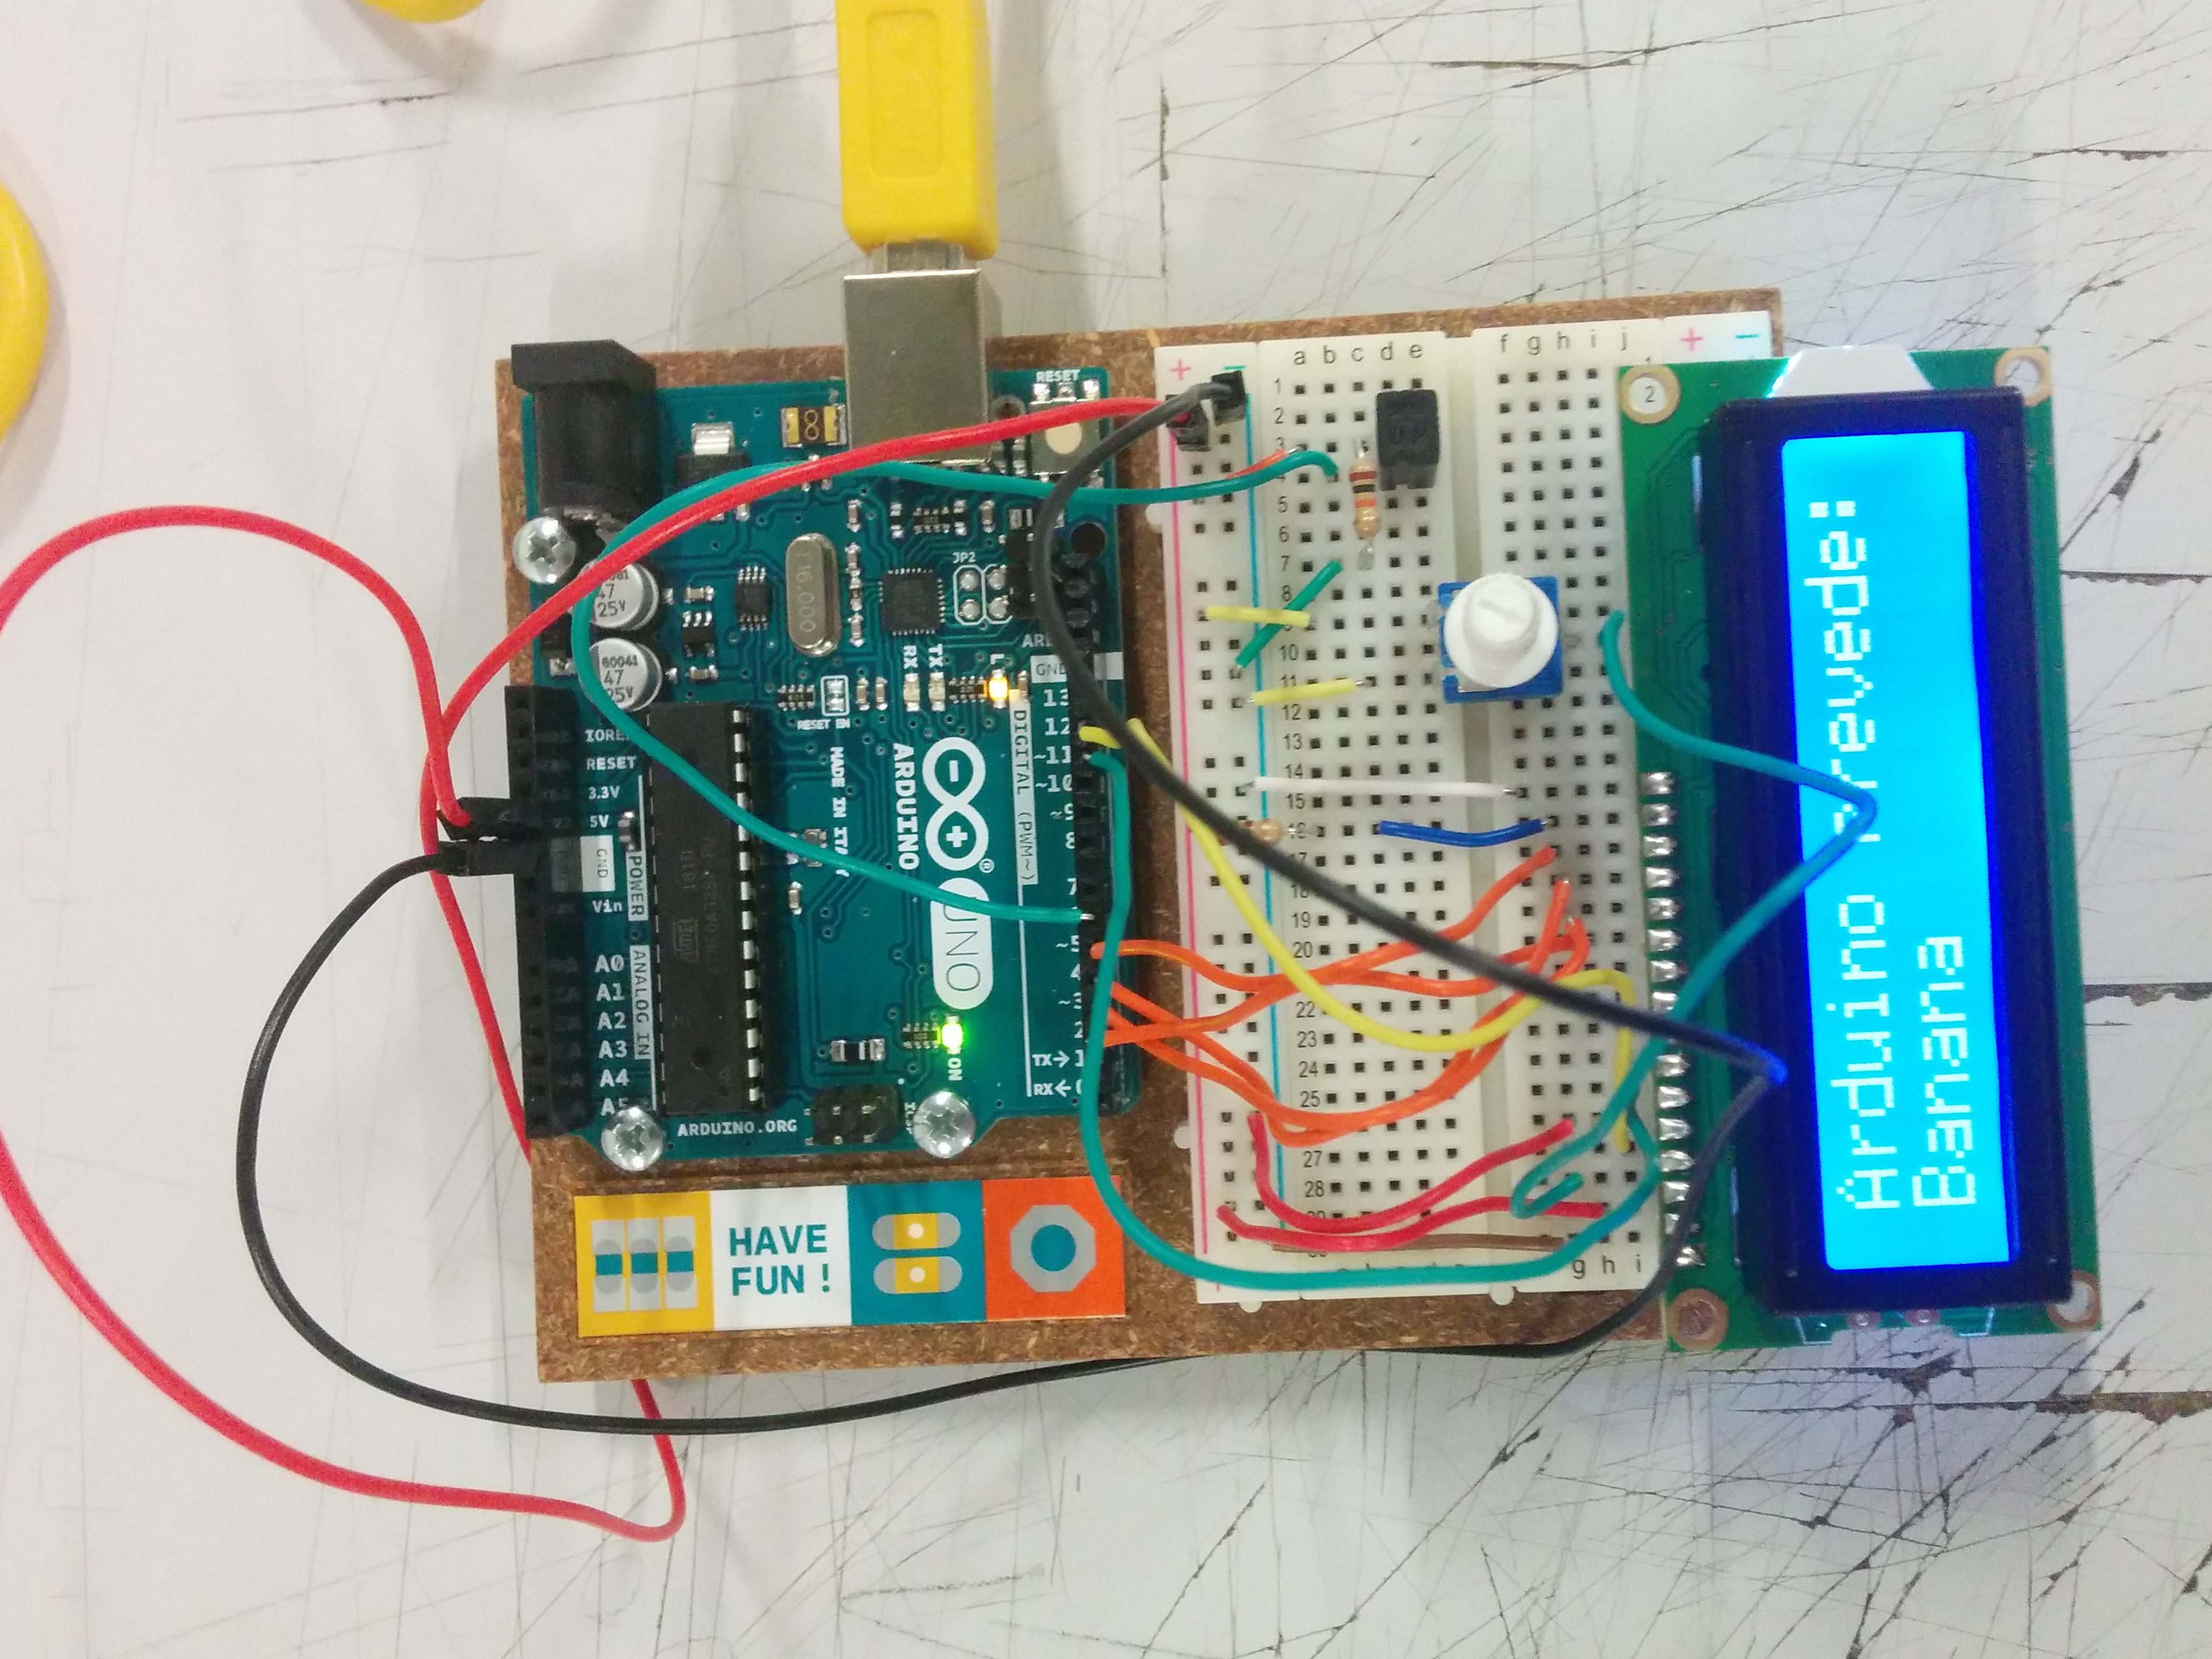 Arduino prevede:
Banana
ARDUINO
UNO
MADE IN ITALY
DIGITAL (PWM~)
RESET
JP2
RX
TX
L
GND
13
12
~11
~10
~9
8
7
~5
4
~3
2
TX→1
RX←0
ON
RESET EN
16.000
47
25V
47
25V
RESET
3.3V
5V
GND
Vin
POWER
ANALOG IN
A0
A1
A2
A3
A4
A5
ARDUINO.ORG
HAVE
FUN !
a b c d e
f g h i j
1
2
3
4
5
6
7
8
10
11
12
13
14
15
16
17
18
19
20
22
23
24
25
27
28
g h i
2